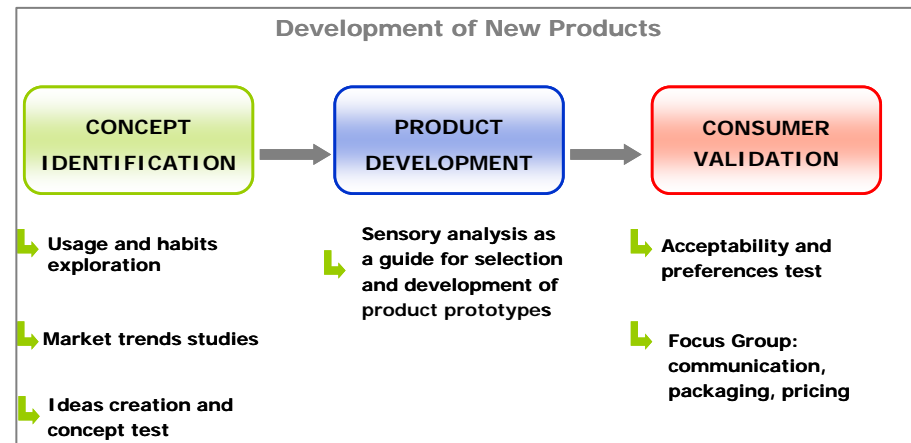 Development of New Products
CONCEPT
IDENTIFICATION
PRODUCT
DEVELOPMENT
CONSUMER
VALIDATION
Usage and habits
exploration
Market trends studies
Ideas creation and
concept test
Sensory analysis as
a guide for selection
and development of
product prototypes
Acceptability and
preferences test
Focus Group:
communication,
packaging, pricing